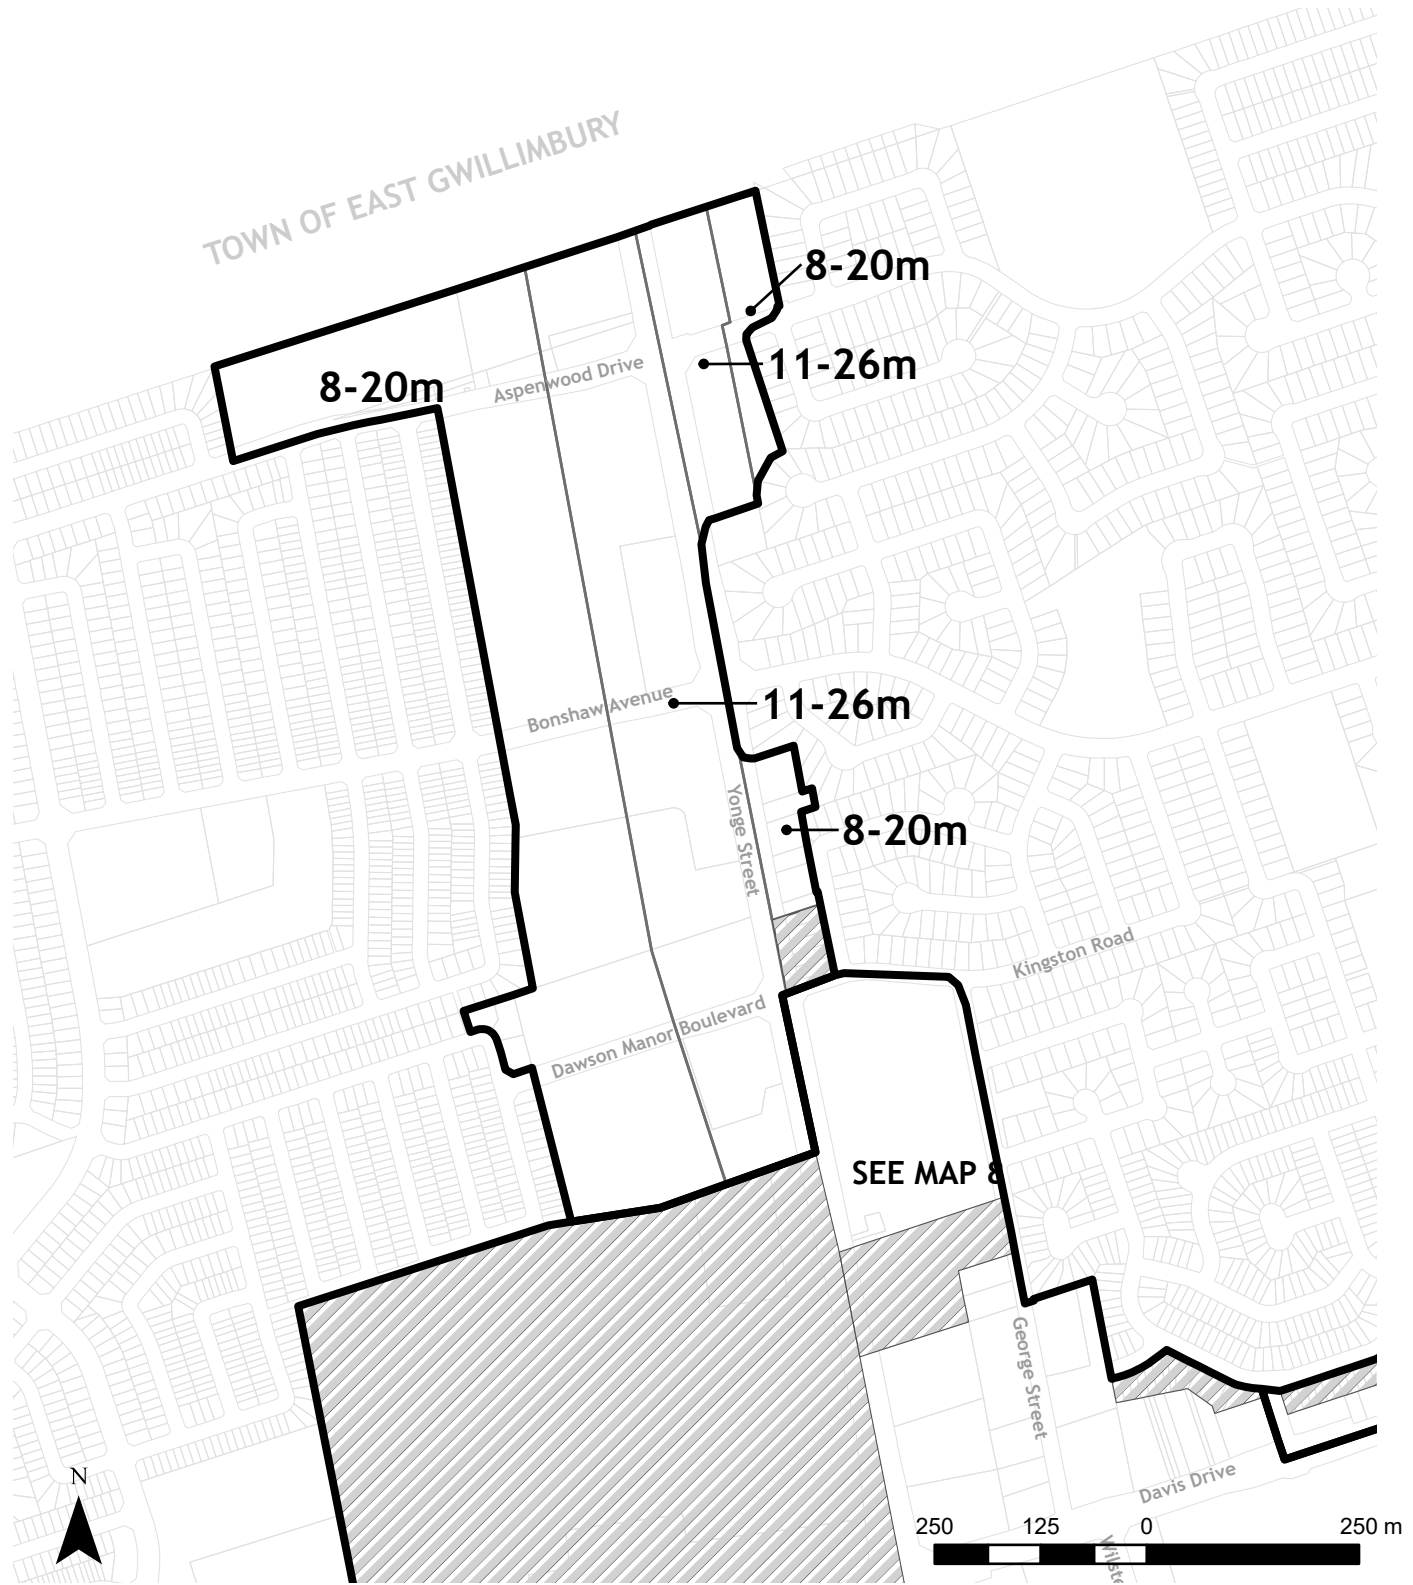 TOWN OF EAST GWILLIMBURY
8-20m
11-26m
8-20m
Aspenwood Drive
Bonshaw Avenue
11-26m
Yonge Street
8-20m
Kingston Road
Dawson Manor Boulevard
SEE MAP 8
George Street
Davis Drive
N
250 125 0 250 m